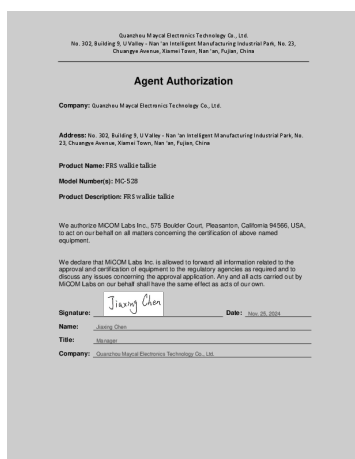 Quanzhou Maycal Electronics Technology Co., Ltd.
No. 302, Building 9, U Valley - Nan 'an Intelligent Manufacturing Industrial Park, No. 23,
Chuangye Avenue, Xiamei Town, Nan 'an, Fujian, China
Agent Authorization
Company: Quanzhou Maycal Electronics Technology Co., Ltd.
Address: No. 302, Building 9, U Valley - Nan 'an Intelligent Manufacturing Industrial Park, No.
23, Chuangye Avenue, Xiamei Town, Nan 'an, Fujian, China
Product Name: FRS walkie talkie
Model Number(s): MC-528
Product Description: FRS walkie talkie
We authorize MiCOM Labs Inc., 575 Boulder Court, Pleasanton, California 94566, USA,
to act on our behalf on all matters concerning the certification of above named
equipment.
We declare that MiCOM Labs Inc. is allowed to forward all information related to the
approval and certification of equipment to the regulatory agencies as required and to
discuss any issues concerning the approval application. Any and all acts carried out by
MiCOM Labs on our behalf shall have the same effect as acts of our own.
Jiaxing Chen
Signature: Date: Nov. 25, 2024
Name: Jiaxing Chen
Title: Manager
Company: Quanzhou Maycal Electronics Technology Co., Ltd.